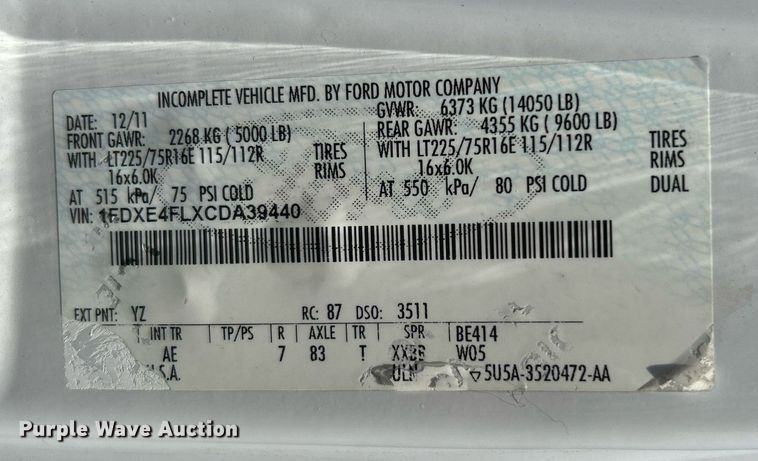 INCOMPLETE VEHICLE MFD. BY FORD MOTOR COMPANY
DATE: 12/11 GVWR: 6373 KG (14050 LB)
FRONT GAWR: 2268 KG (5000 LB) REAR GAWR: 4355 KG (9600 LB)
WITH LT225/75R16E 115/112R TIRES WITH LT225/75R16E 115/112R TIRES
16x6.0K RIMS 16x6.0K RIMS
AT 515 kPa/ 75 PSI COLD AT 550 kPa/ 80 PSI COLD DUAL
VIN: 1FDXE4FLXCDA39440
EXT PNT: YZ RC: 87 DSO: 3511
INT TR TP/PS R AXLE TR SPR BE414
AE 7 83 T W05
U.S.A. ULN 5U5A-3520472-AA
Purple Wave Auction